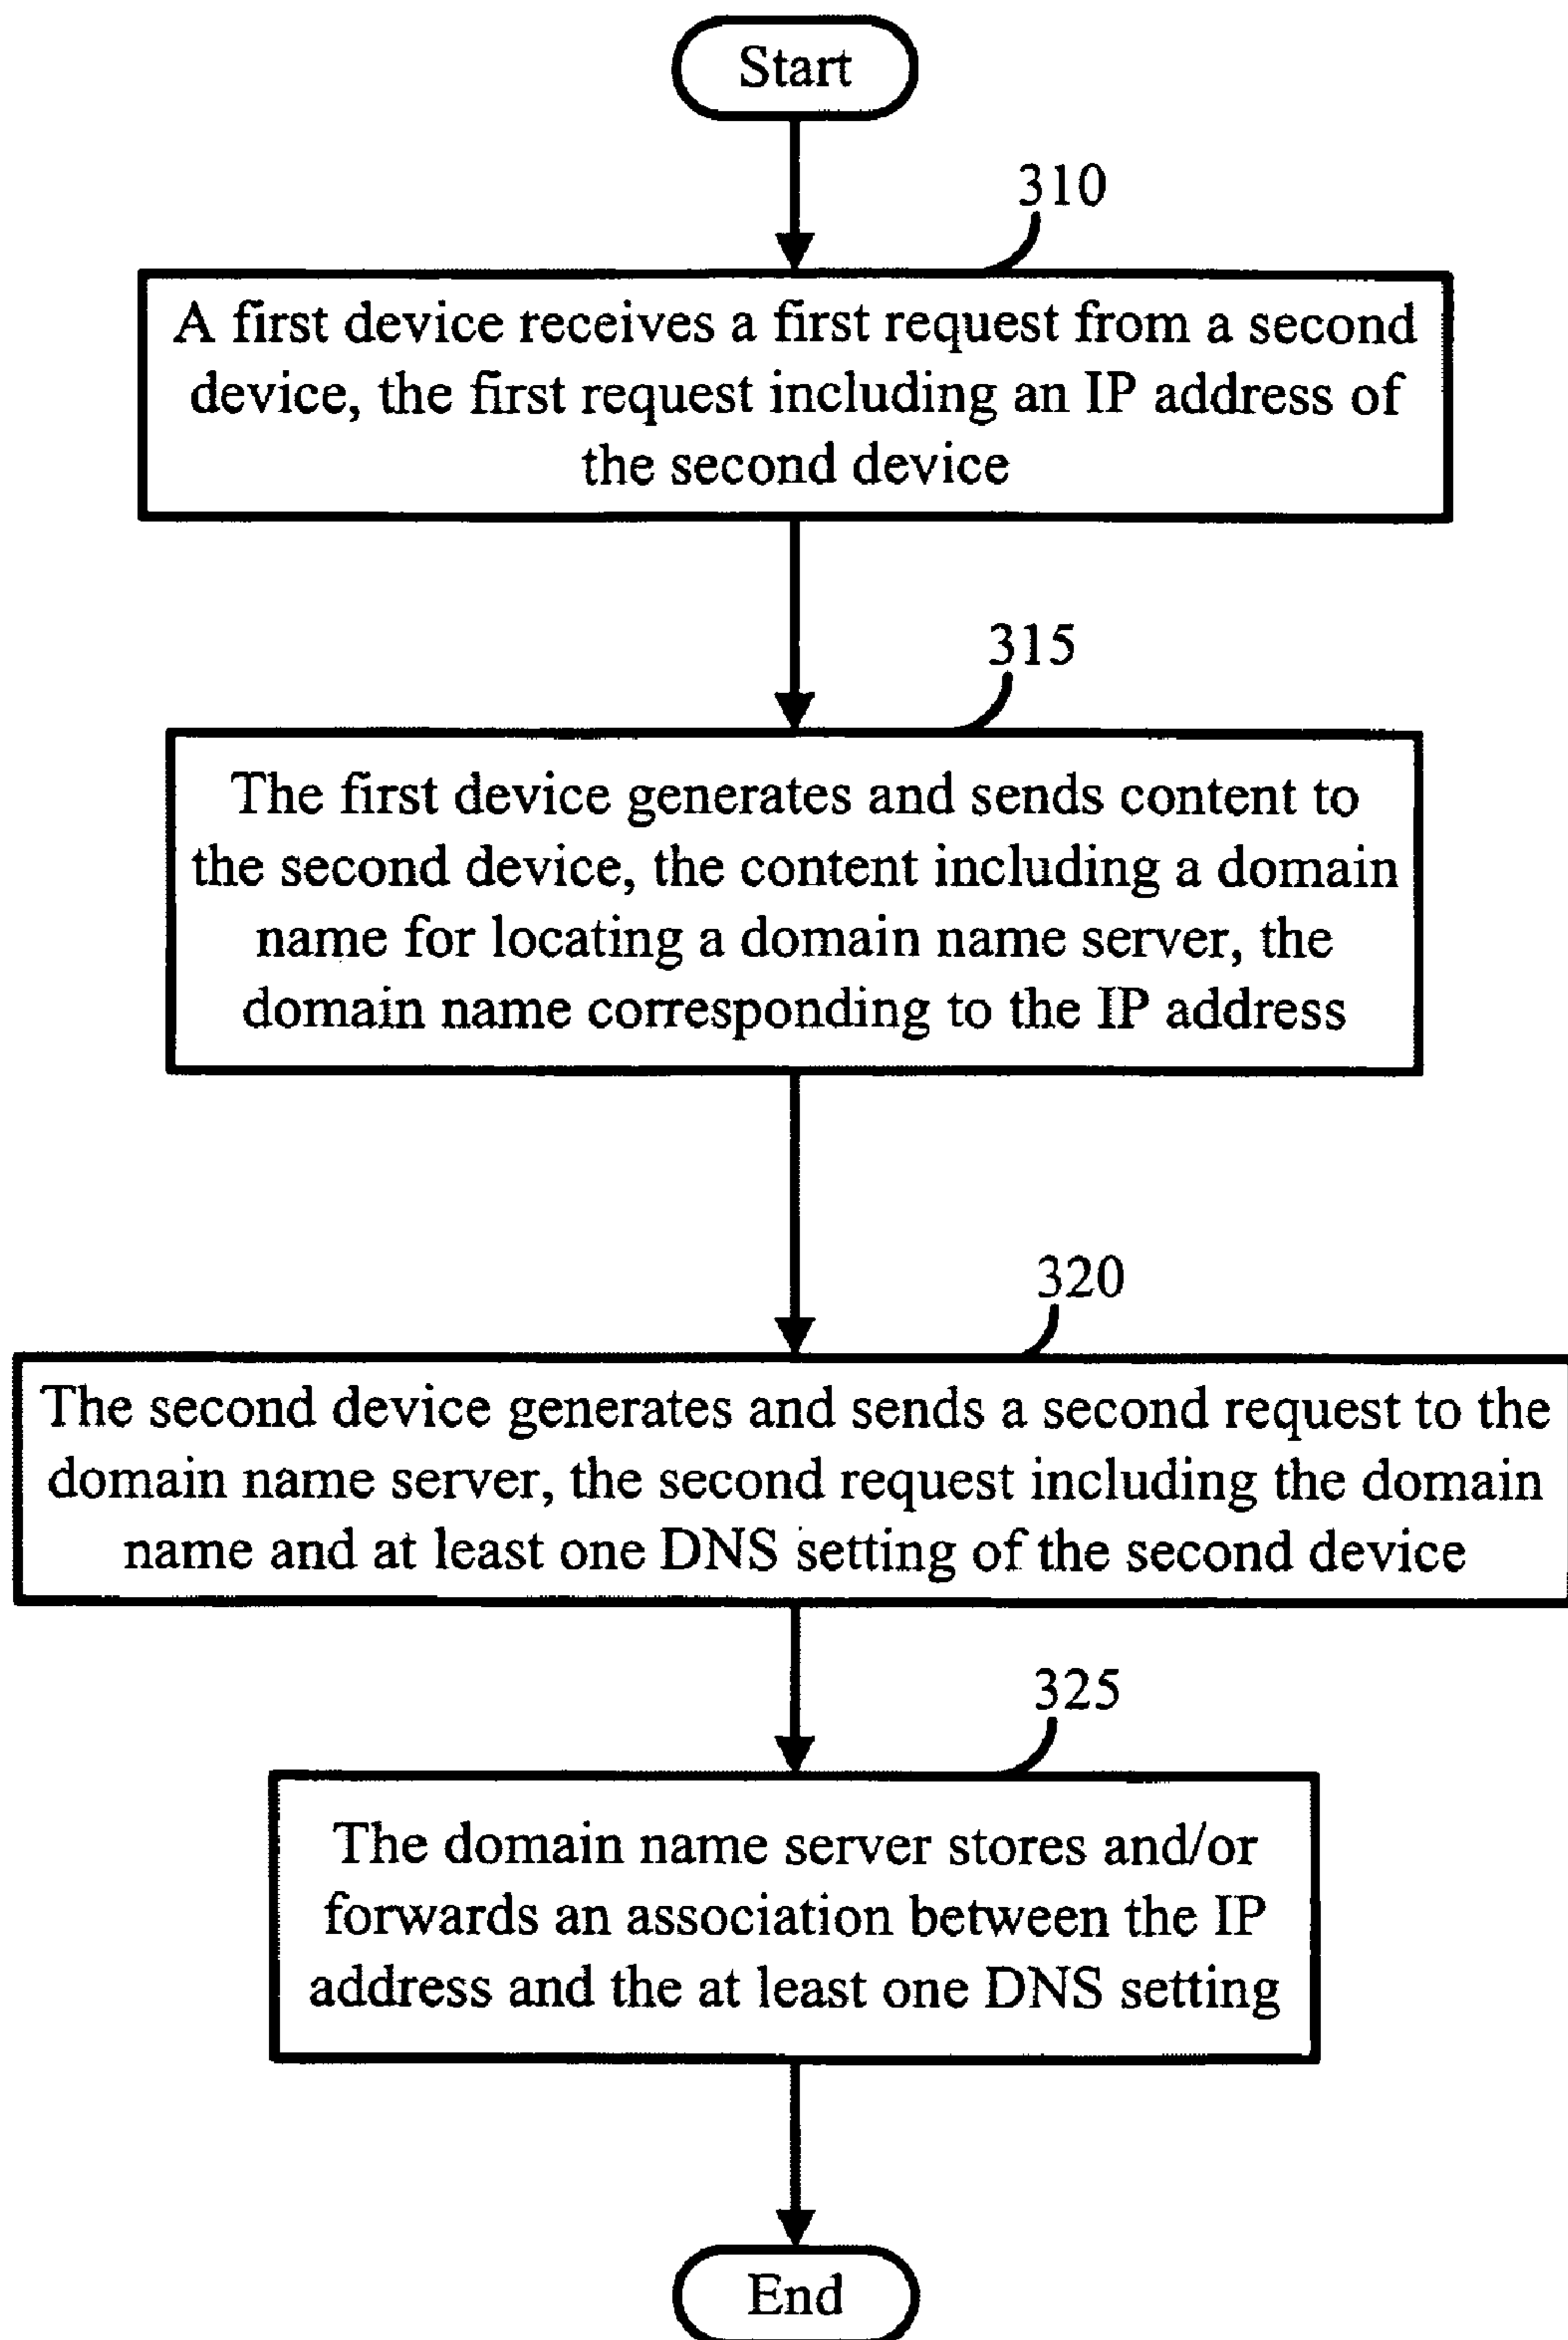 Start
310
A first device receives a first request from a second
device, the first request including an IP address of
the second device
315
The first device generates and sends content to
the second device, the content including a domain
name for locating a domain name server, the
domain name corresponding to the IP address
320
The second device generates and sends a second request to the
domain name server, the second request including the domain
name and at least one DNS setting of the second device
325
The domain name server stores and/or
forwards an association between the IP
address and the at least one DNS setting
End